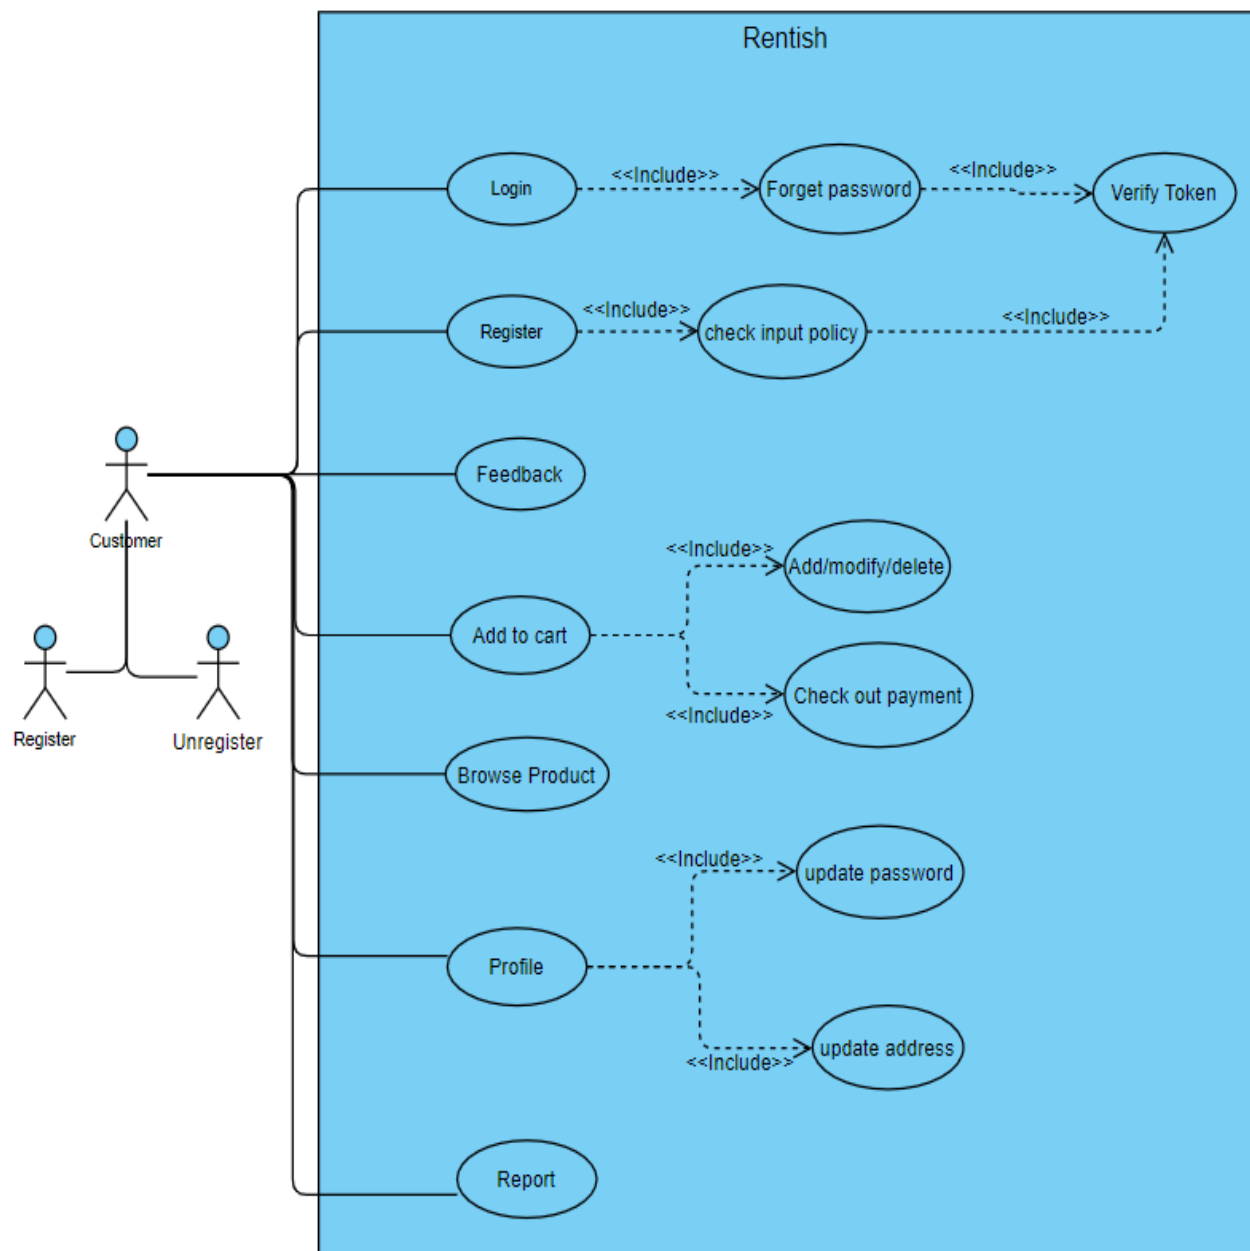 Rentish
Login
<<Include>>
Forget password
<<Include>>
Verify Token
Register
<<Include>>
check input policy
<<Include>>
Feedback
Customer
Add to cart
<<Include>>
Add/modify/delete
<<Include>>
Check out payment
Register
Unregister
Browse Product
Profile
<<Include>>
update password
<<Include>>
update address
Report